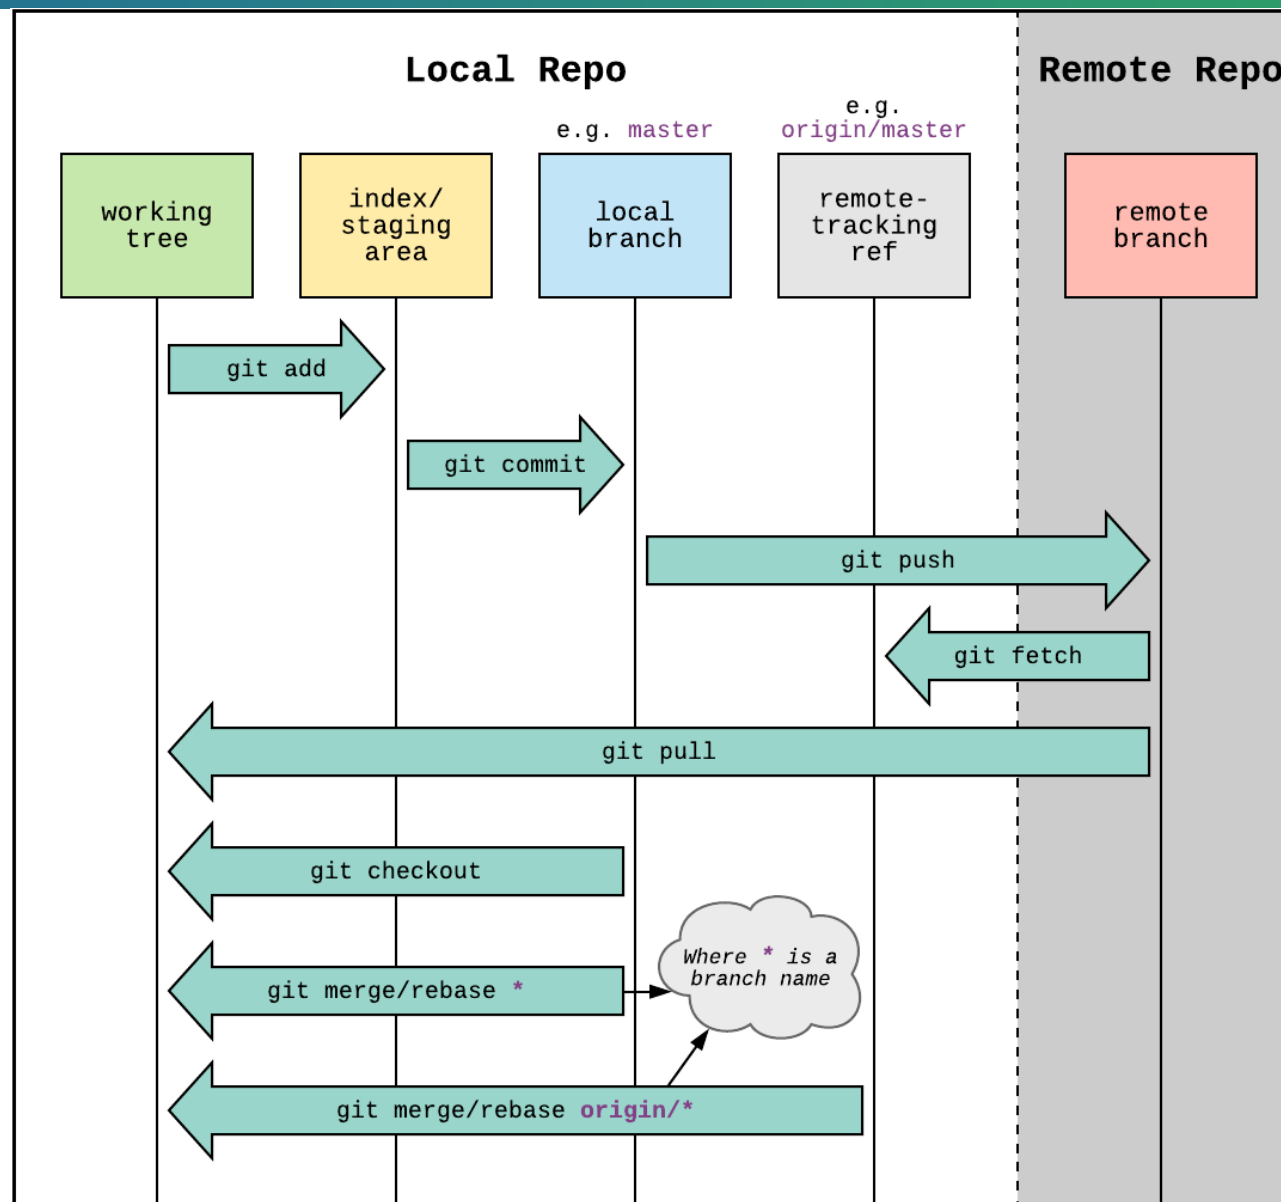 Local Repo
Remote Repo
e.g. master
e.g.
origin/master
working
tree
index/
staging
area
local
branch
remote-
tracking
ref
remote
branch
git add
git commit
git push
git fetch
git pull
git checkout
Where * is a
branch name
git merge/rebase *
git merge/rebase origin/*